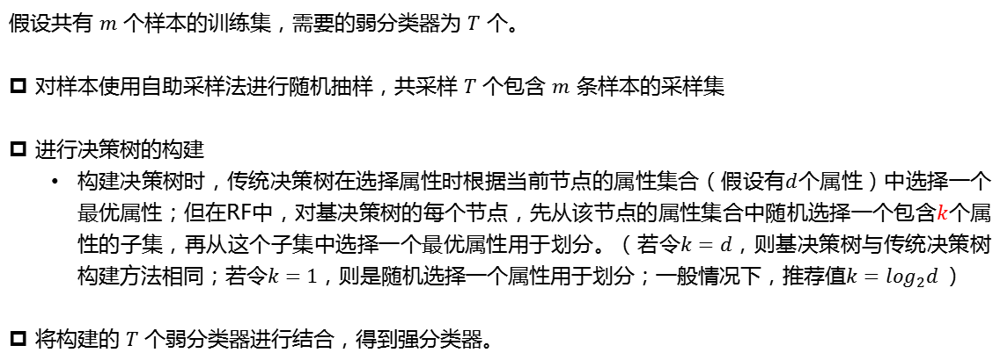 假设共有 m 个样本的训练集，需要的弱分类器为 T 个。
对样本使用自助采样法进行随机抽样，共采样 T 个包含 m 条样本的采样集
进行决策树的构建
• 构建决策树时，传统决策树在选择属性时根据当前节点的属性集合（假设有d个属性）中选择一个
最优属性；但在RF中，对基决策树的每个节点，先从该节点的属性集合中随机选择一个包含k个属
性的子集，再从这个子集中选择一个最优属性用于划分。（若令k = d，则基决策树与传统决策树
构建方法相同；若令k = 1，则是随机选择一个属性用于划分；一般情况下，推荐值k = log₂d ）
将构建的 T 个弱分类器进行结合，得到强分类器。